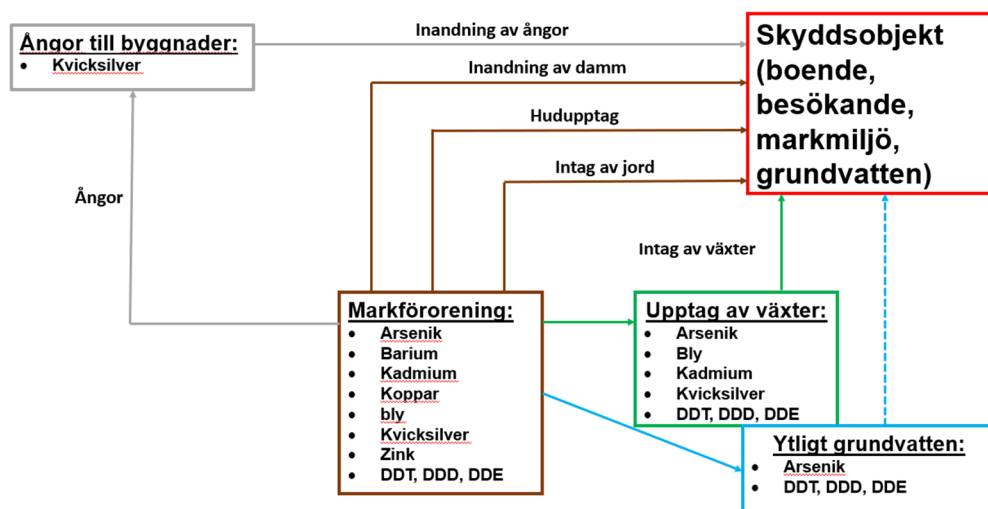 Ångor till byggnader:
• Kvicksilver
Inandning av ångor
Inandning av damm
Hudupptag
Intag av jord
Ångor
Skyddsobjekt
(boende,
besökande,
markmiljö,
grundvatten)
Intag av växter
Markförorening:
• Arsenik
• Barium
• Kadmium
• Koppar
• bly
• Kvicksilver
• Zink
• DDT, DDD, DDE
Upptag av växter:
• Arsenik
• Bly
• Kadmium
• Kvicksilver
• DDT, DDD, DDE
Ytligt grundvatten:
• Arsenik
• DDT, DDD, DDE